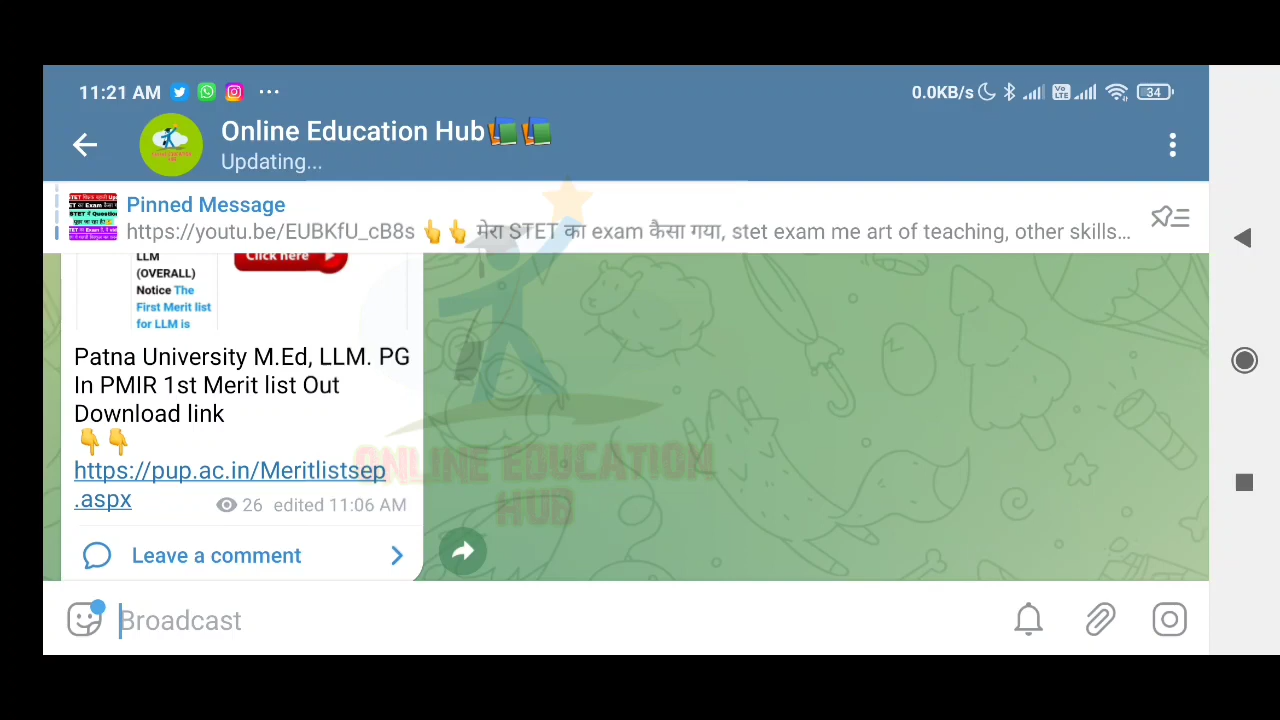 11:21 AM ... 0.0KB/s Vo LTE 34
Online Education Hub📚📚
Updating...
Pinned Message
https://youtu.be/EUBKfU_cB8s 👆👆 मेरा STET का exam कैसा गया, stet exam me art of teaching, other skills...
LLM
(OVERALL)
Notice The
First Merit list
for LLM is
Click here
Patna University M.Ed, LLM. PG
In PMIR 1st Merit list Out
Download link
👇👇
https://pup.ac.in/Meritlistsep
.aspx
26 edited 11:06 AM
Leave a comment
Broadcast
ONLINE EDUCATION
HUB